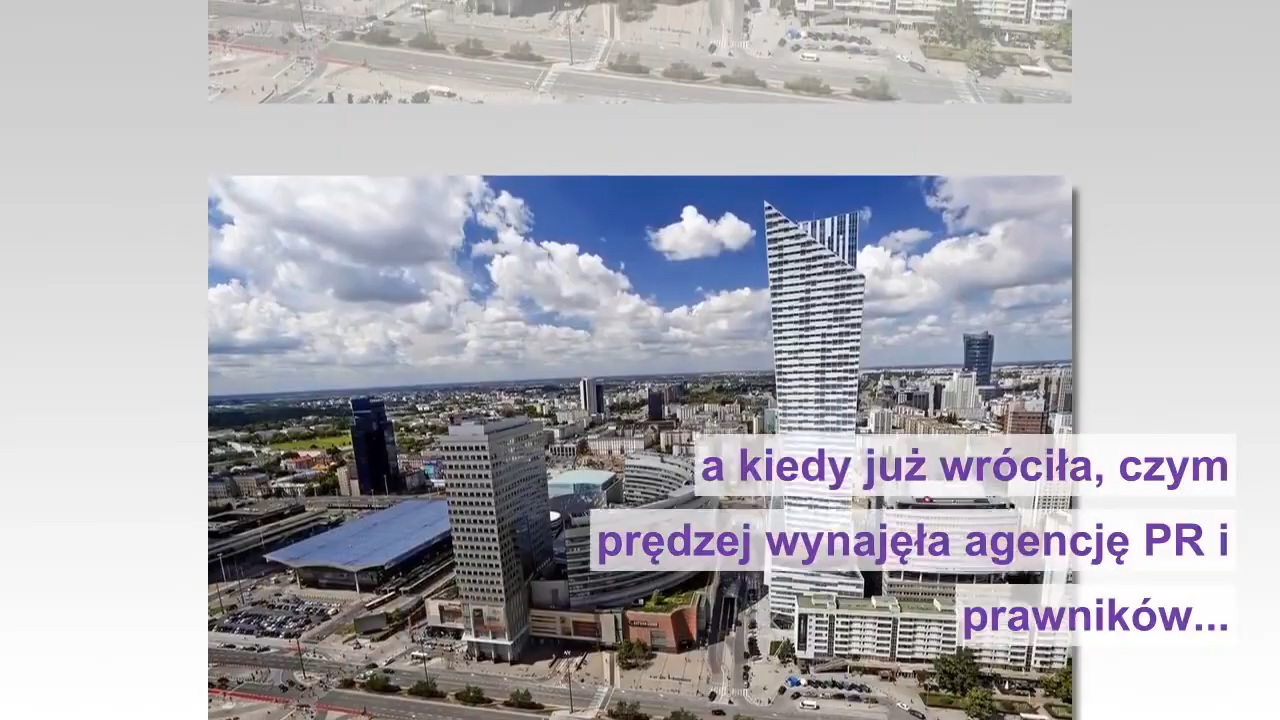 a kiedy już wróciła, czym
prędzej wynajęła agencję PR i
prawników...